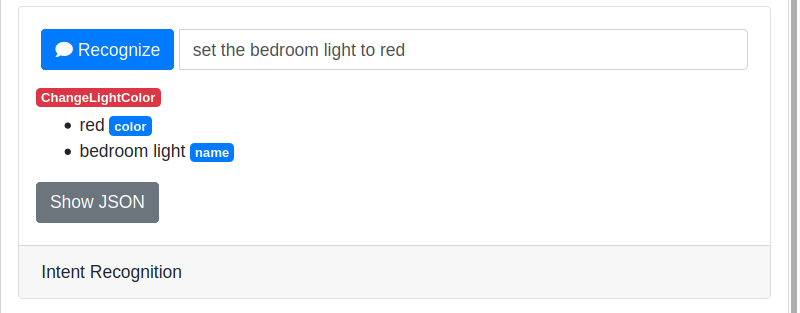 Recognize set the bedroom light to red
ChangeLightColor
red color
bedroom light name
Show JSON
Intent Recognition